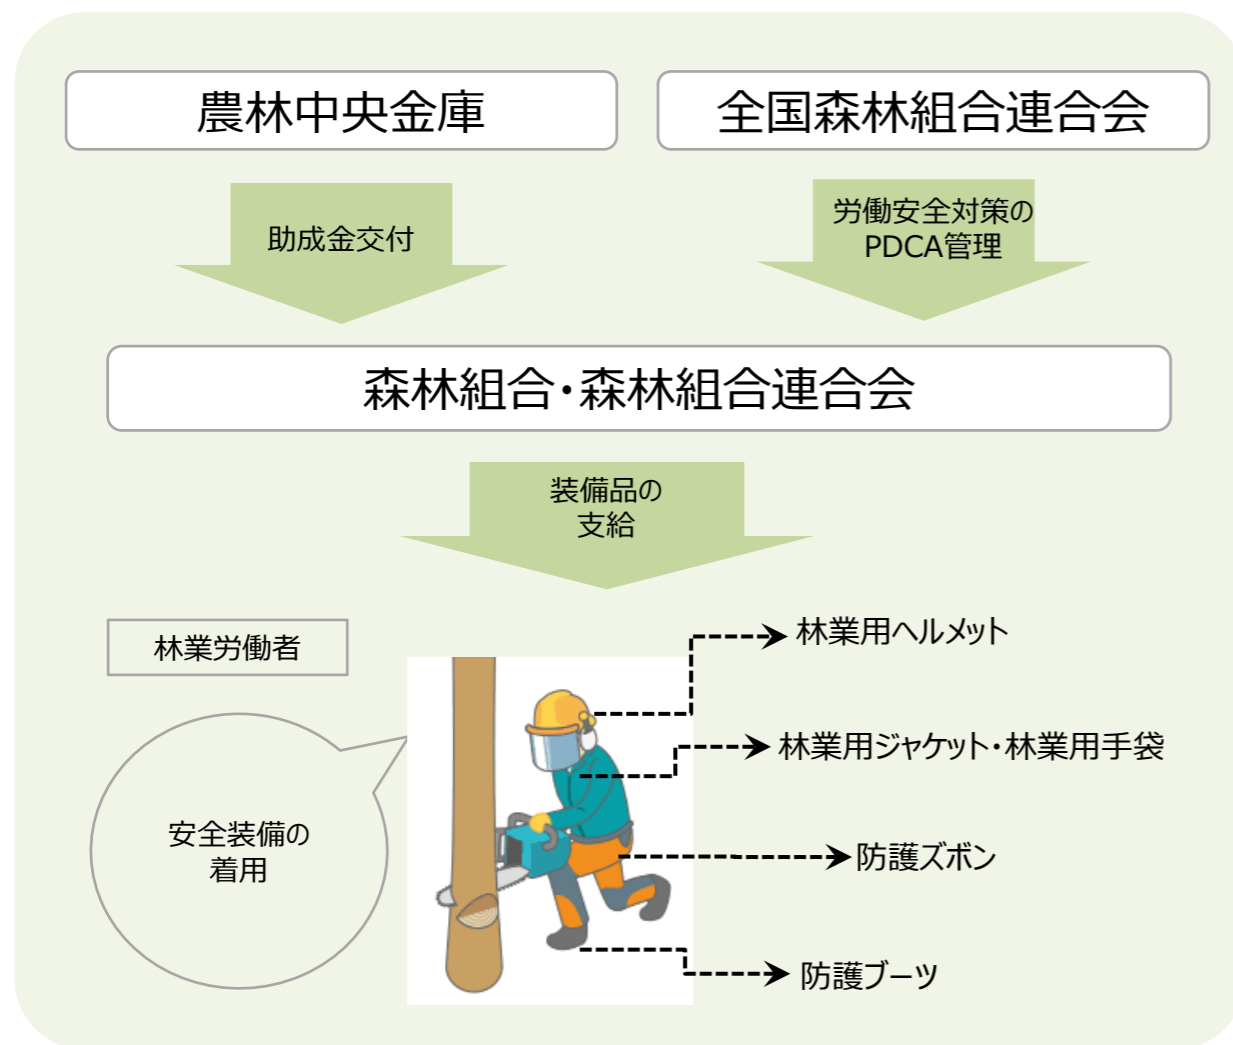 農林中央金庫
全国森林組合連合会
助成金交付
労働安全対策の
PDCA管理
森林組合・森林組合連合会
装備品の
支給
林業労働者
安全装備の
着用
林業用ヘルメット
林業用ジャケット・林業用手袋
防護ズボン
防護ブーツ